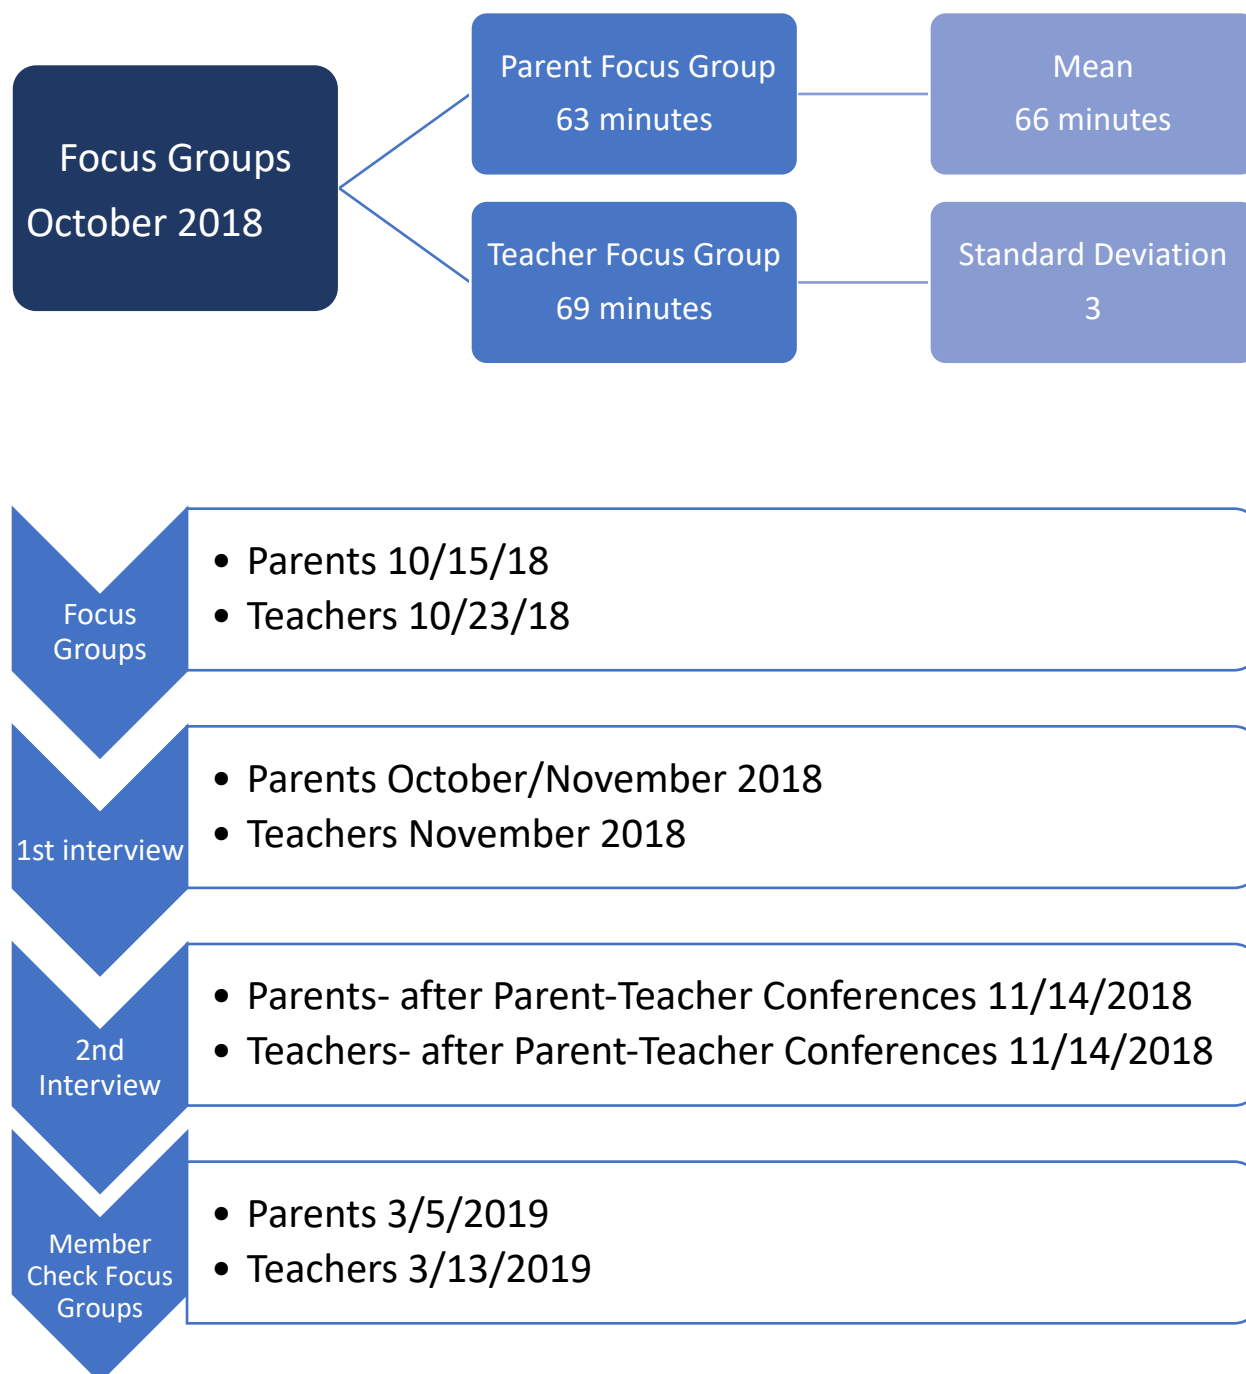 Focus Groups
October 2018
Parent Focus Group
63 minutes
Mean
66 minutes
Teacher Focus Group
69 minutes
Standard Deviation
3
Focus
Groups
• Parents 10/15/18
• Teachers 10/23/18
1st interview
• Parents October/November 2018
• Teachers November 2018
2nd
Interview
• Parents- after Parent-Teacher Conferences 11/14/2018
• Teachers- after Parent-Teacher Conferences 11/14/2018
Member
Check Focus
Groups
• Parents 3/5/2019
• Teachers 3/13/2019